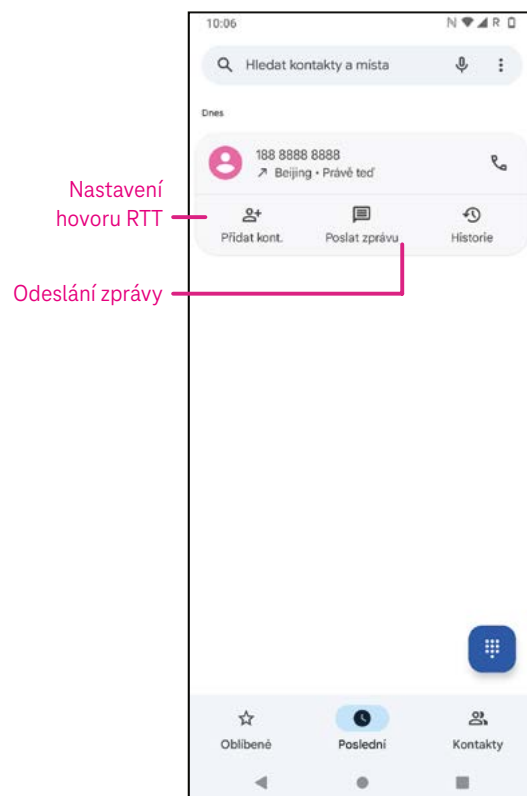 10:06 N R
Hledat kontakty a místa
Dnes
188 8888 8888
Beijing • Právě teď
Nastavení
hovoru RTT
Přidat kont. Poslat zprávu Historie
Odeslání zprávy
Oblíbené Poslední Kontakty